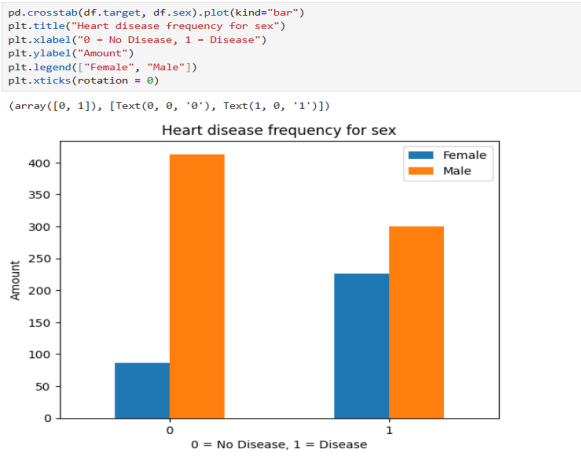 pd.crosstab(df.target, df.sex).plot(kind="bar")
plt.title("Heart disease frequency for sex")
plt.xlabel("0 = No Disease, 1 = Disease")
plt.ylabel("Amount")
plt.legend(["Female", "Male"])
plt.xticks(rotation = 0)
(array([0, 1]), [Text(0, 0, '0'), Text(1, 0, '1')])
Heart disease frequency for sex
Female
Male
400
350
300
250
200
150
100
50
0
Amount
0 1
0 = No Disease, 1 = Disease